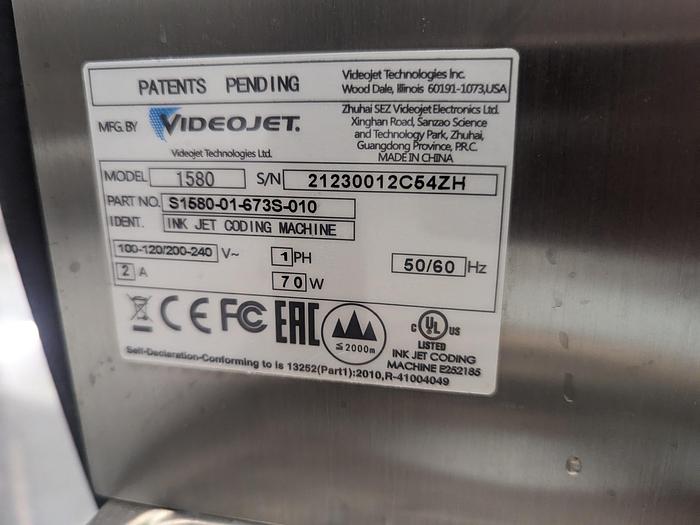 PATENTS PENDING
Videojet Technologies Inc.
Wood Dale, Illinois 60191-1073,USA
MFG. BY VIDEOJET.
Videojet Technologies Ltd.
Zhuhai SEZ Videojet Electronics Ltd.
Xinghan Road, Sanzao Science
and Technology Park, Zhuhai,
Guangdong Province, P.R.C.
MADE IN CHINA
MODEL 1580 S/N 21230012C54ZH
PART NO. S1580-01-673S-010
IDENT. INK JET CODING MACHINE
100-120/200-240 V~ 1 PH 50/60 Hz
2 A 70 W
CE FC EAC
≤2000m
C UL US
LISTED
INK JET CODING
MACHINE E252185
Self-Declaration-Conforming to Is 13252(Part1):2010,R-41004049